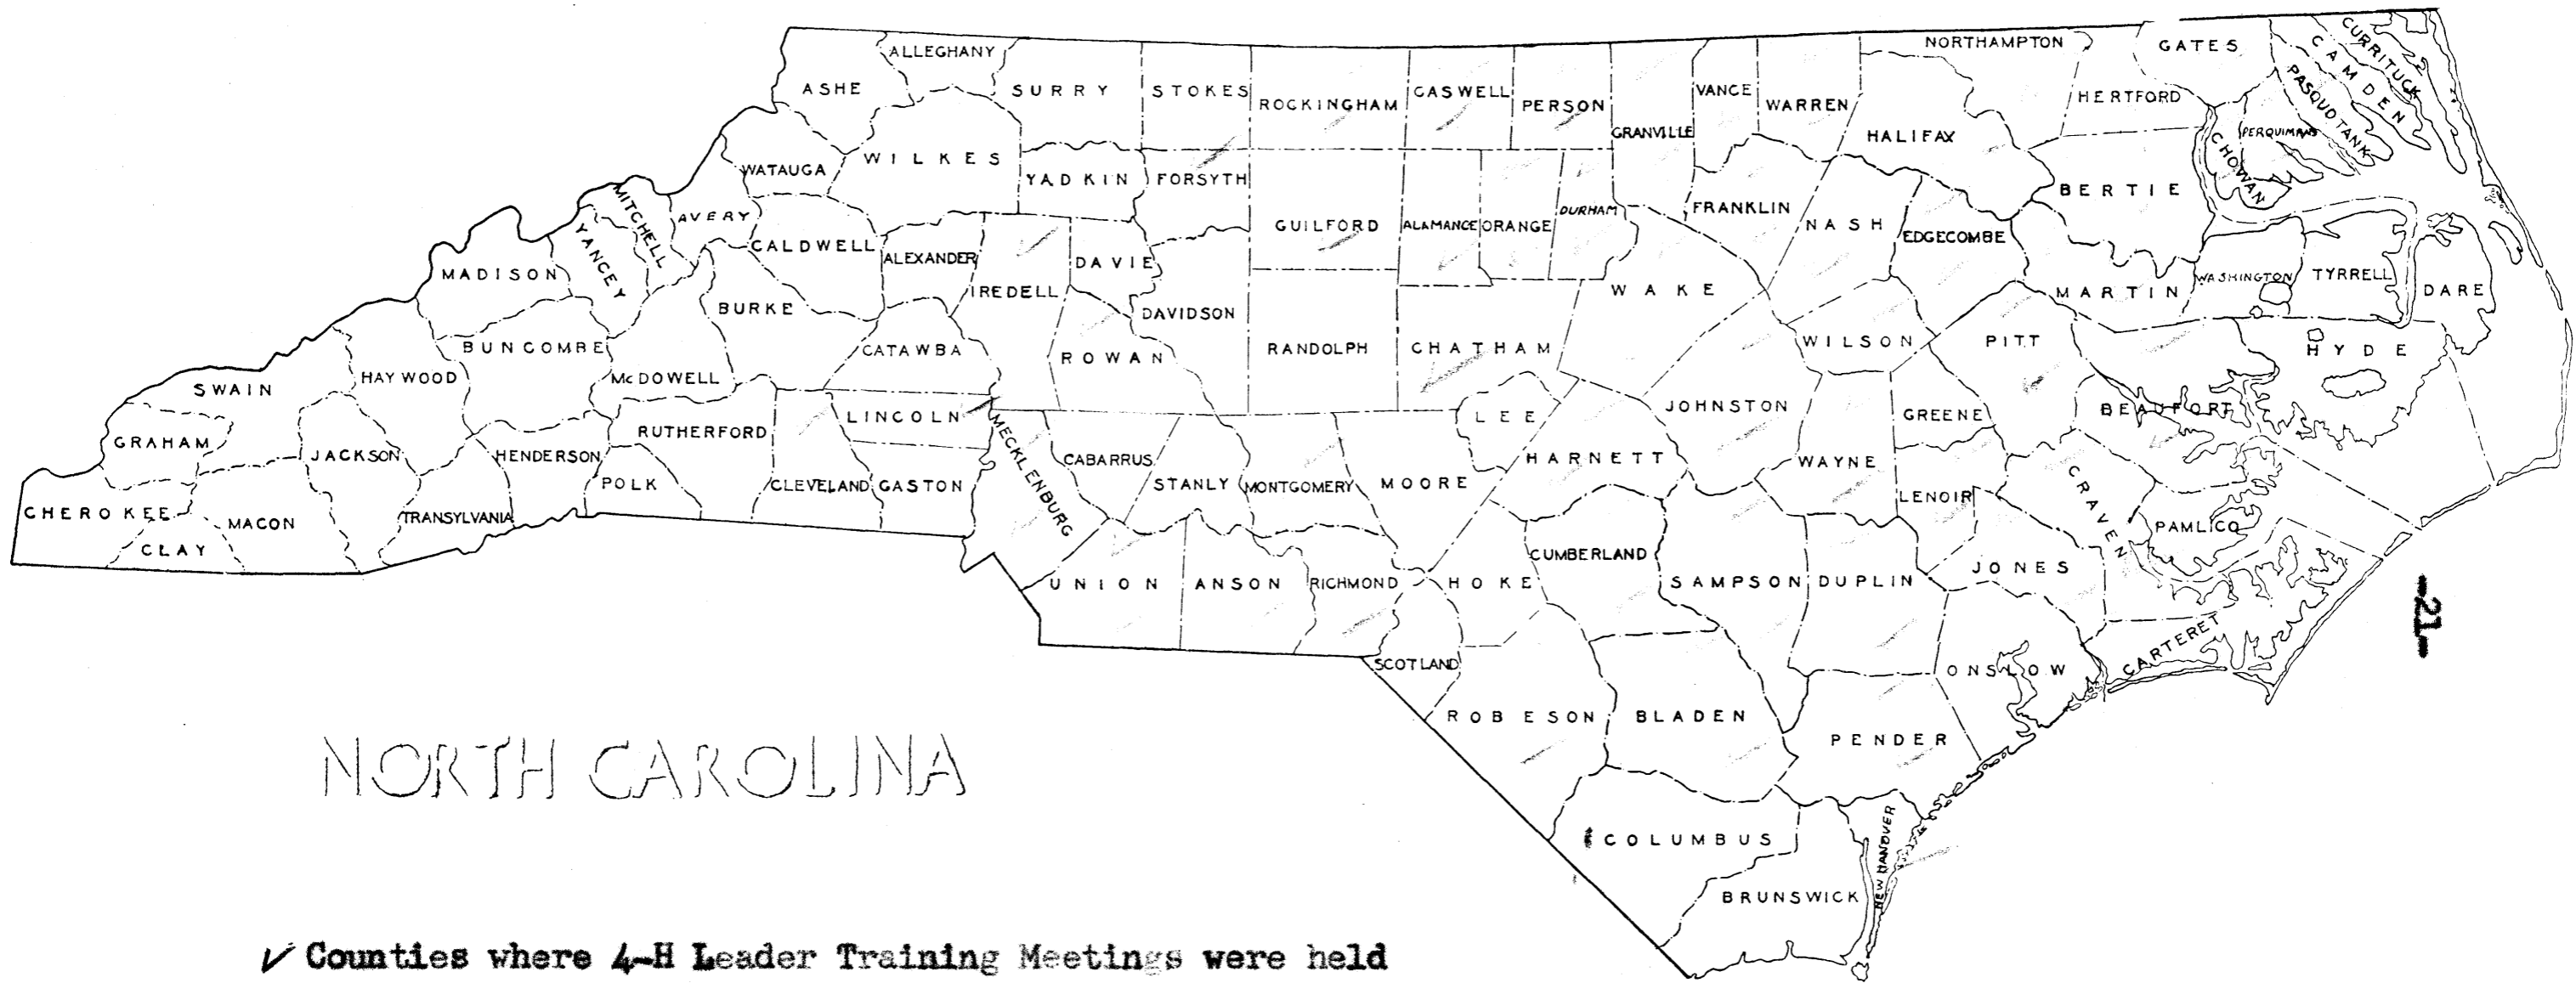 ALLEGHANY
ASHE
SURRY
STOKES
ROCKINGHAM
CASWELL
PERSON
GRANVILLE
VANCE
WARREN
NORTHAMPTON
GATES
CURRITUCK
CAMDEN
PASQUOTANK
PERQUIMANS
CHOWAN
HERTFORD
HALIFAX
WATAUGA
WILKES
YADKIN
FORSYTH
GUILFORD
ALAMANCE
ORANGE
DURHAM
FRANKLIN
NASH
EDGECOMBE
BERTIE
MITCHELL
AVERY
YANCEY
MADISON
CALDWELL
ALEXANDER
IREDELL
DAVIE
DAVIDSON
BURKE
WAKE
MARTIN
WASHINGTON
TYRRELL
DARE
SWAIN
HAYWOOD
BUNCOMBE
McDOWELL
CATAWBA
ROWAN
RANDOLPH
CHATHAM
WILSON
PITT
HYDE
GRAHAM
JACKSON
HENDERSON
RUTHERFORD
LINCOLN
LEE
JOHNSTON
GREENE
BEAUFORT
CHEROKEE
CLAY
MACON
TRANSYLVANIA
POLK
CLEVELAND
GASTON
MECKLENBURG
CABARRUS
STANLY
MONTGOMERY
MOORE
HARNETT
WAYNE
LENOIR
CRAVEN
PAMLICO
UNION
ANSON
RICHMOND
HOKE
CUMBERLAND
SAMPSON
DUPLIN
JONES
SCOTLAND
ROBESON
BLADEN
PENDER
ONSLOW
CARTERET
COLUMBUS
BRUNSWICK
NEW HANOVER
-21-
NORTH CAROLINA
✓ Counties where 4-H Leader Training Meetings were held